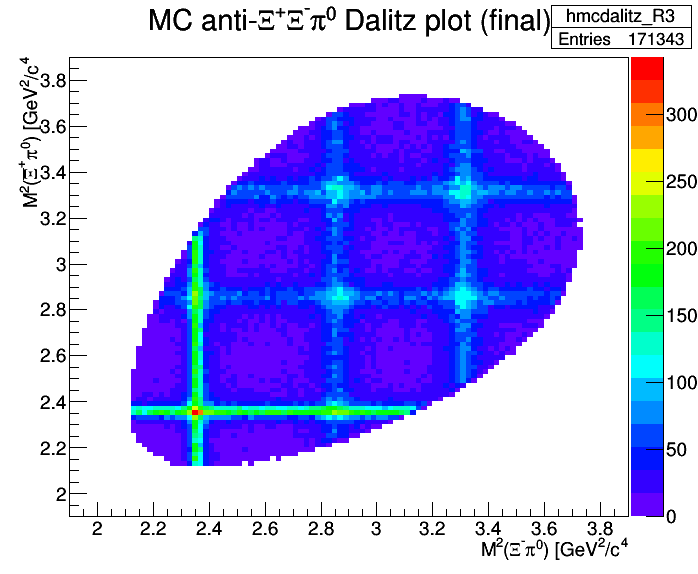 MC anti-Ξ⁺Ξ⁻π⁰ Dalitz plot (final)
hmcdalitz_R3
Entries 171343
M²(Ξ⁺π⁰) [GeV²/c⁴]
3.8
3.6
3.4
3.2
3
2.8
2.6
2.4
2.2
2
2 2.2 2.4 2.6 2.8 3 3.2 3.4 3.6 3.8
M²(Ξ⁻π⁰) [GeV²/c⁴]
300
250
200
150
100
50
0